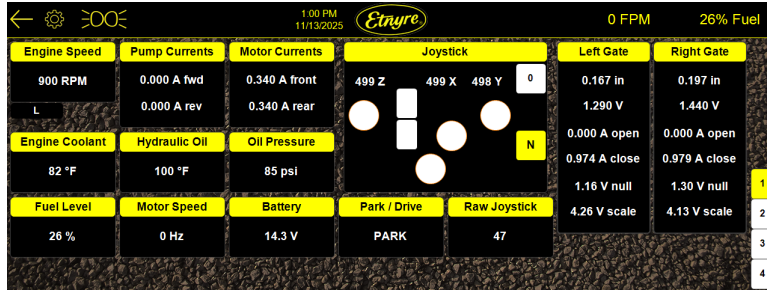 1:00 PM
11/13/2025
Etnyre
0 FPM
26% Fuel
Engine Speed
900 RPM
L
Pump Currents
0.000 A fwd
0.000 A rev
Motor Currents
0.340 A front
0.340 A rear
Joystick
499 Z
499 X
498 Y
0
N
Left Gate
0.167 in
1.290 V
0.000 A open
0.974 A close
1.16 V null
4.26 V scale
Right Gate
0.197 in
1.440 V
0.000 A open
0.979 A close
1.30 V null
4.13 V scale
Engine Coolant
82 °F
Hydraulic Oil
100 °F
Oil Pressure
85 psi
Fuel Level
26 %
Motor Speed
0 Hz
Battery
14.3 V
Park / Drive
PARK
Raw Joystick
47
1
2
3
4